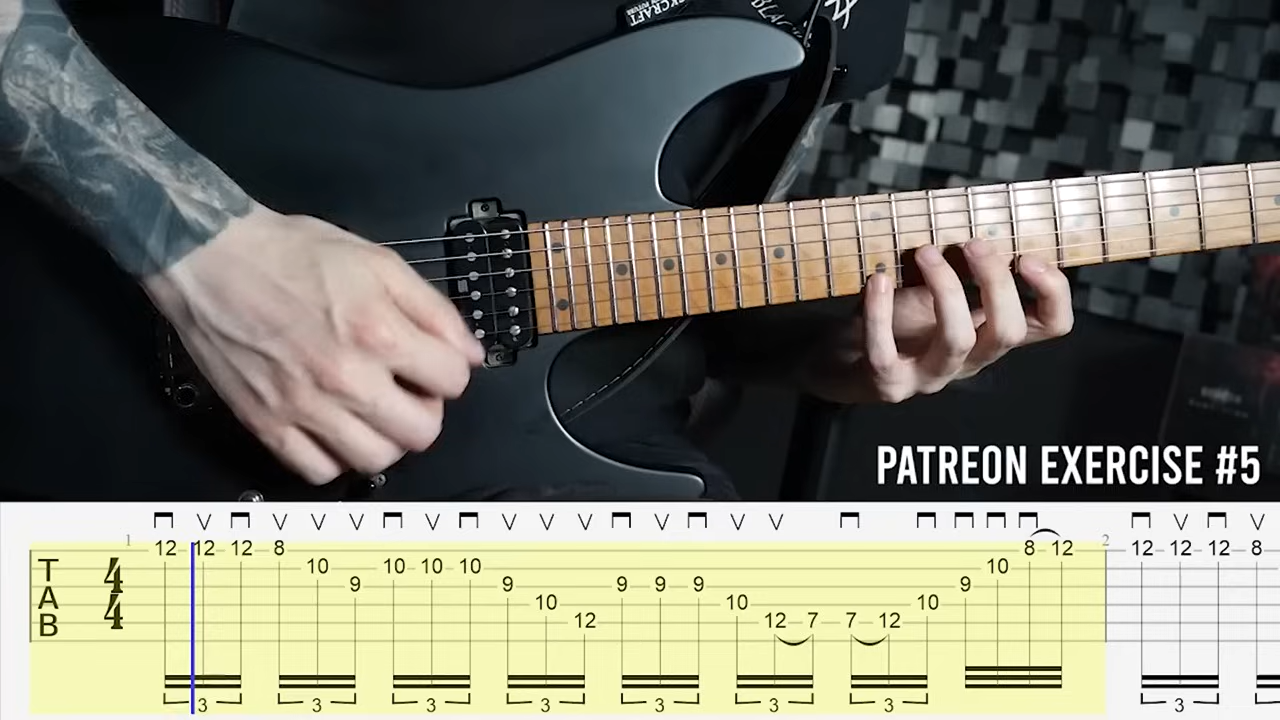 CRAFT
BLAC
PATREON EXERCISE #5
1 12 12 12 8 8 12 2 12 12 12 8
T 10 10 10 10 10
A 4 9 9 9 9 9 9
4 10 10 10
B 12 12 7 7 12
3 3 3 3 3 3 3 3